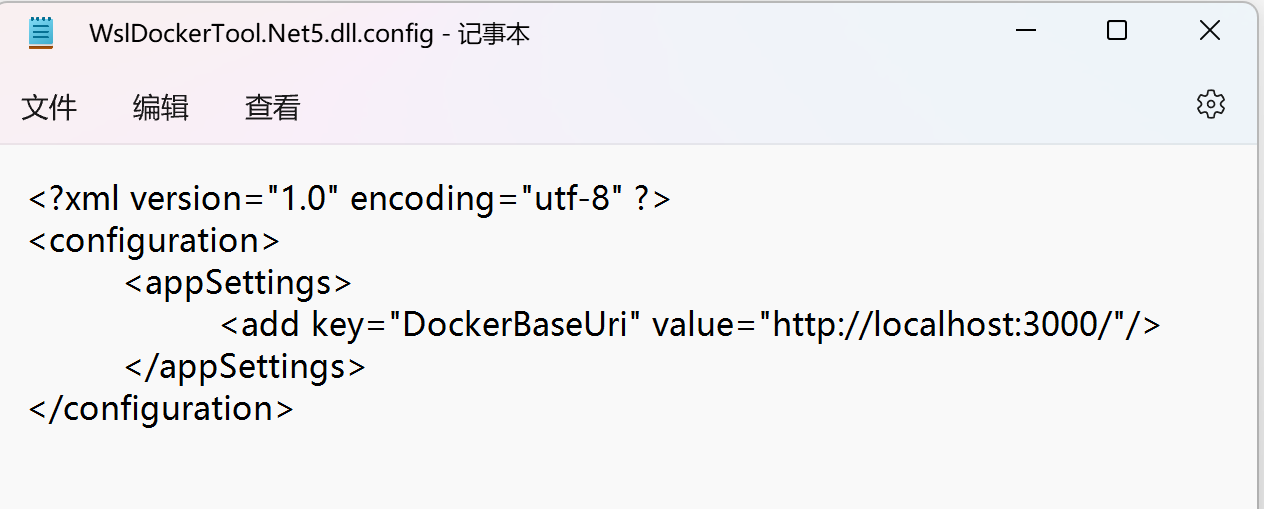 WslDockerTool.Net5.dll.config - 记事本
文件 编辑 查看
<?xml version="1.0" encoding="utf-8" ?>
<configuration>
<appSettings>
<add key="DockerBaseUri" value="http://localhost:3000/"/>
</appSettings>
</configuration>